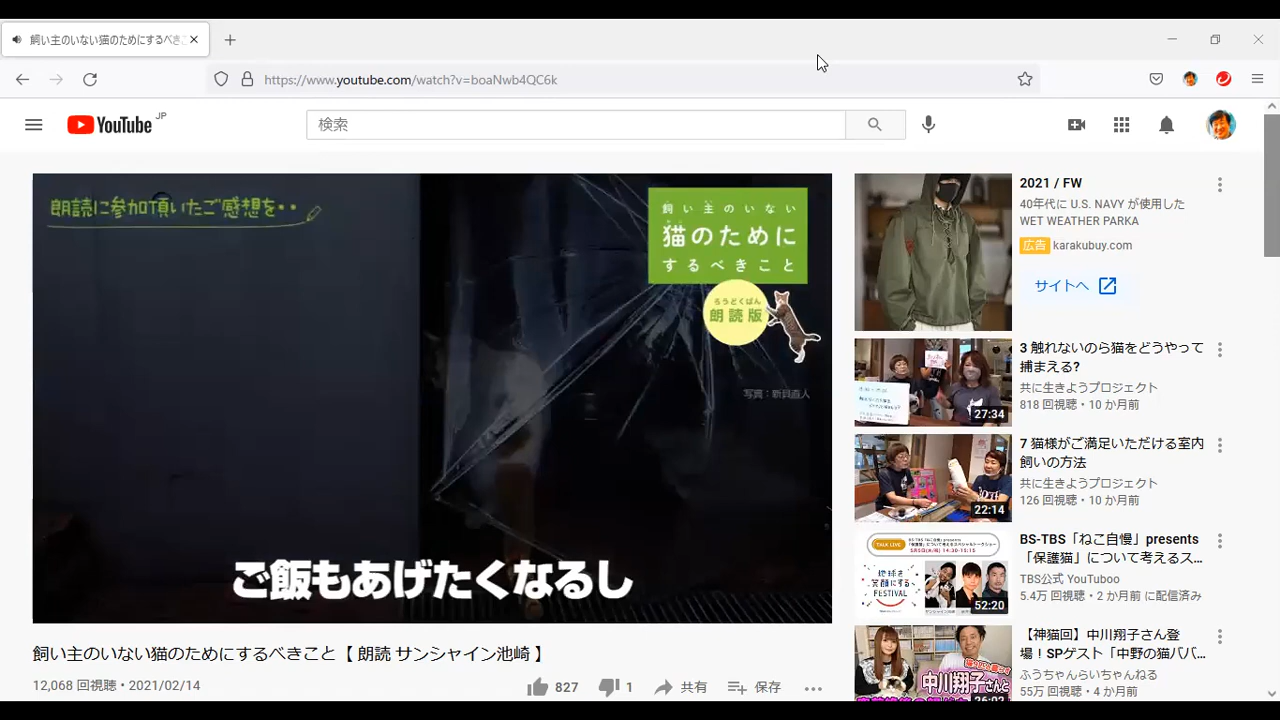 飼い主のいない猫のためにするべきこ
https://www.youtube.com/watch?v=boaNwb4QC6k
YouTube JP
検索
朗読に参加頂いたご感想を・・
飼い主のいない
猫のために
するべきこと
ろうどくばん
朗読版
写真：新貝直人
ご飯もあげたくなるし
飼い主のいない猫のためにするべきこと【 朗読 サンシャイン池崎 】
12,068 回視聴・2021/02/14
827
1
共有
保存
2021 / FW
40年代に U.S. NAVY が使用した
WET WEATHER PARKA
広告 karakubuy.com
サイトへ
3 触れないのら猫をどうやって
捕まえる?
共に生きようプロジェクト
818 回視聴・10 か月前
27:34
7 猫様がご満足いただける室内
飼いの方法
共に生きようプロジェクト
126 回視聴・10 か月前
22:14
BS-TBS「ねこ自慢」presents
「保護猫」について考えるス...
TBS公式 YouTuboo
5.4万 回視聴・2 か月前 に配信済み
TALK LIVE
地球を
笑顔にする
FESTIVAL
52:20
【神猫回】中川翔子さん登
場！SPゲスト「中野の猫ババ...
ふうちゃんらいちゃんねる
55万 回視聴・4 か月前
中川翔子さんと
26:02